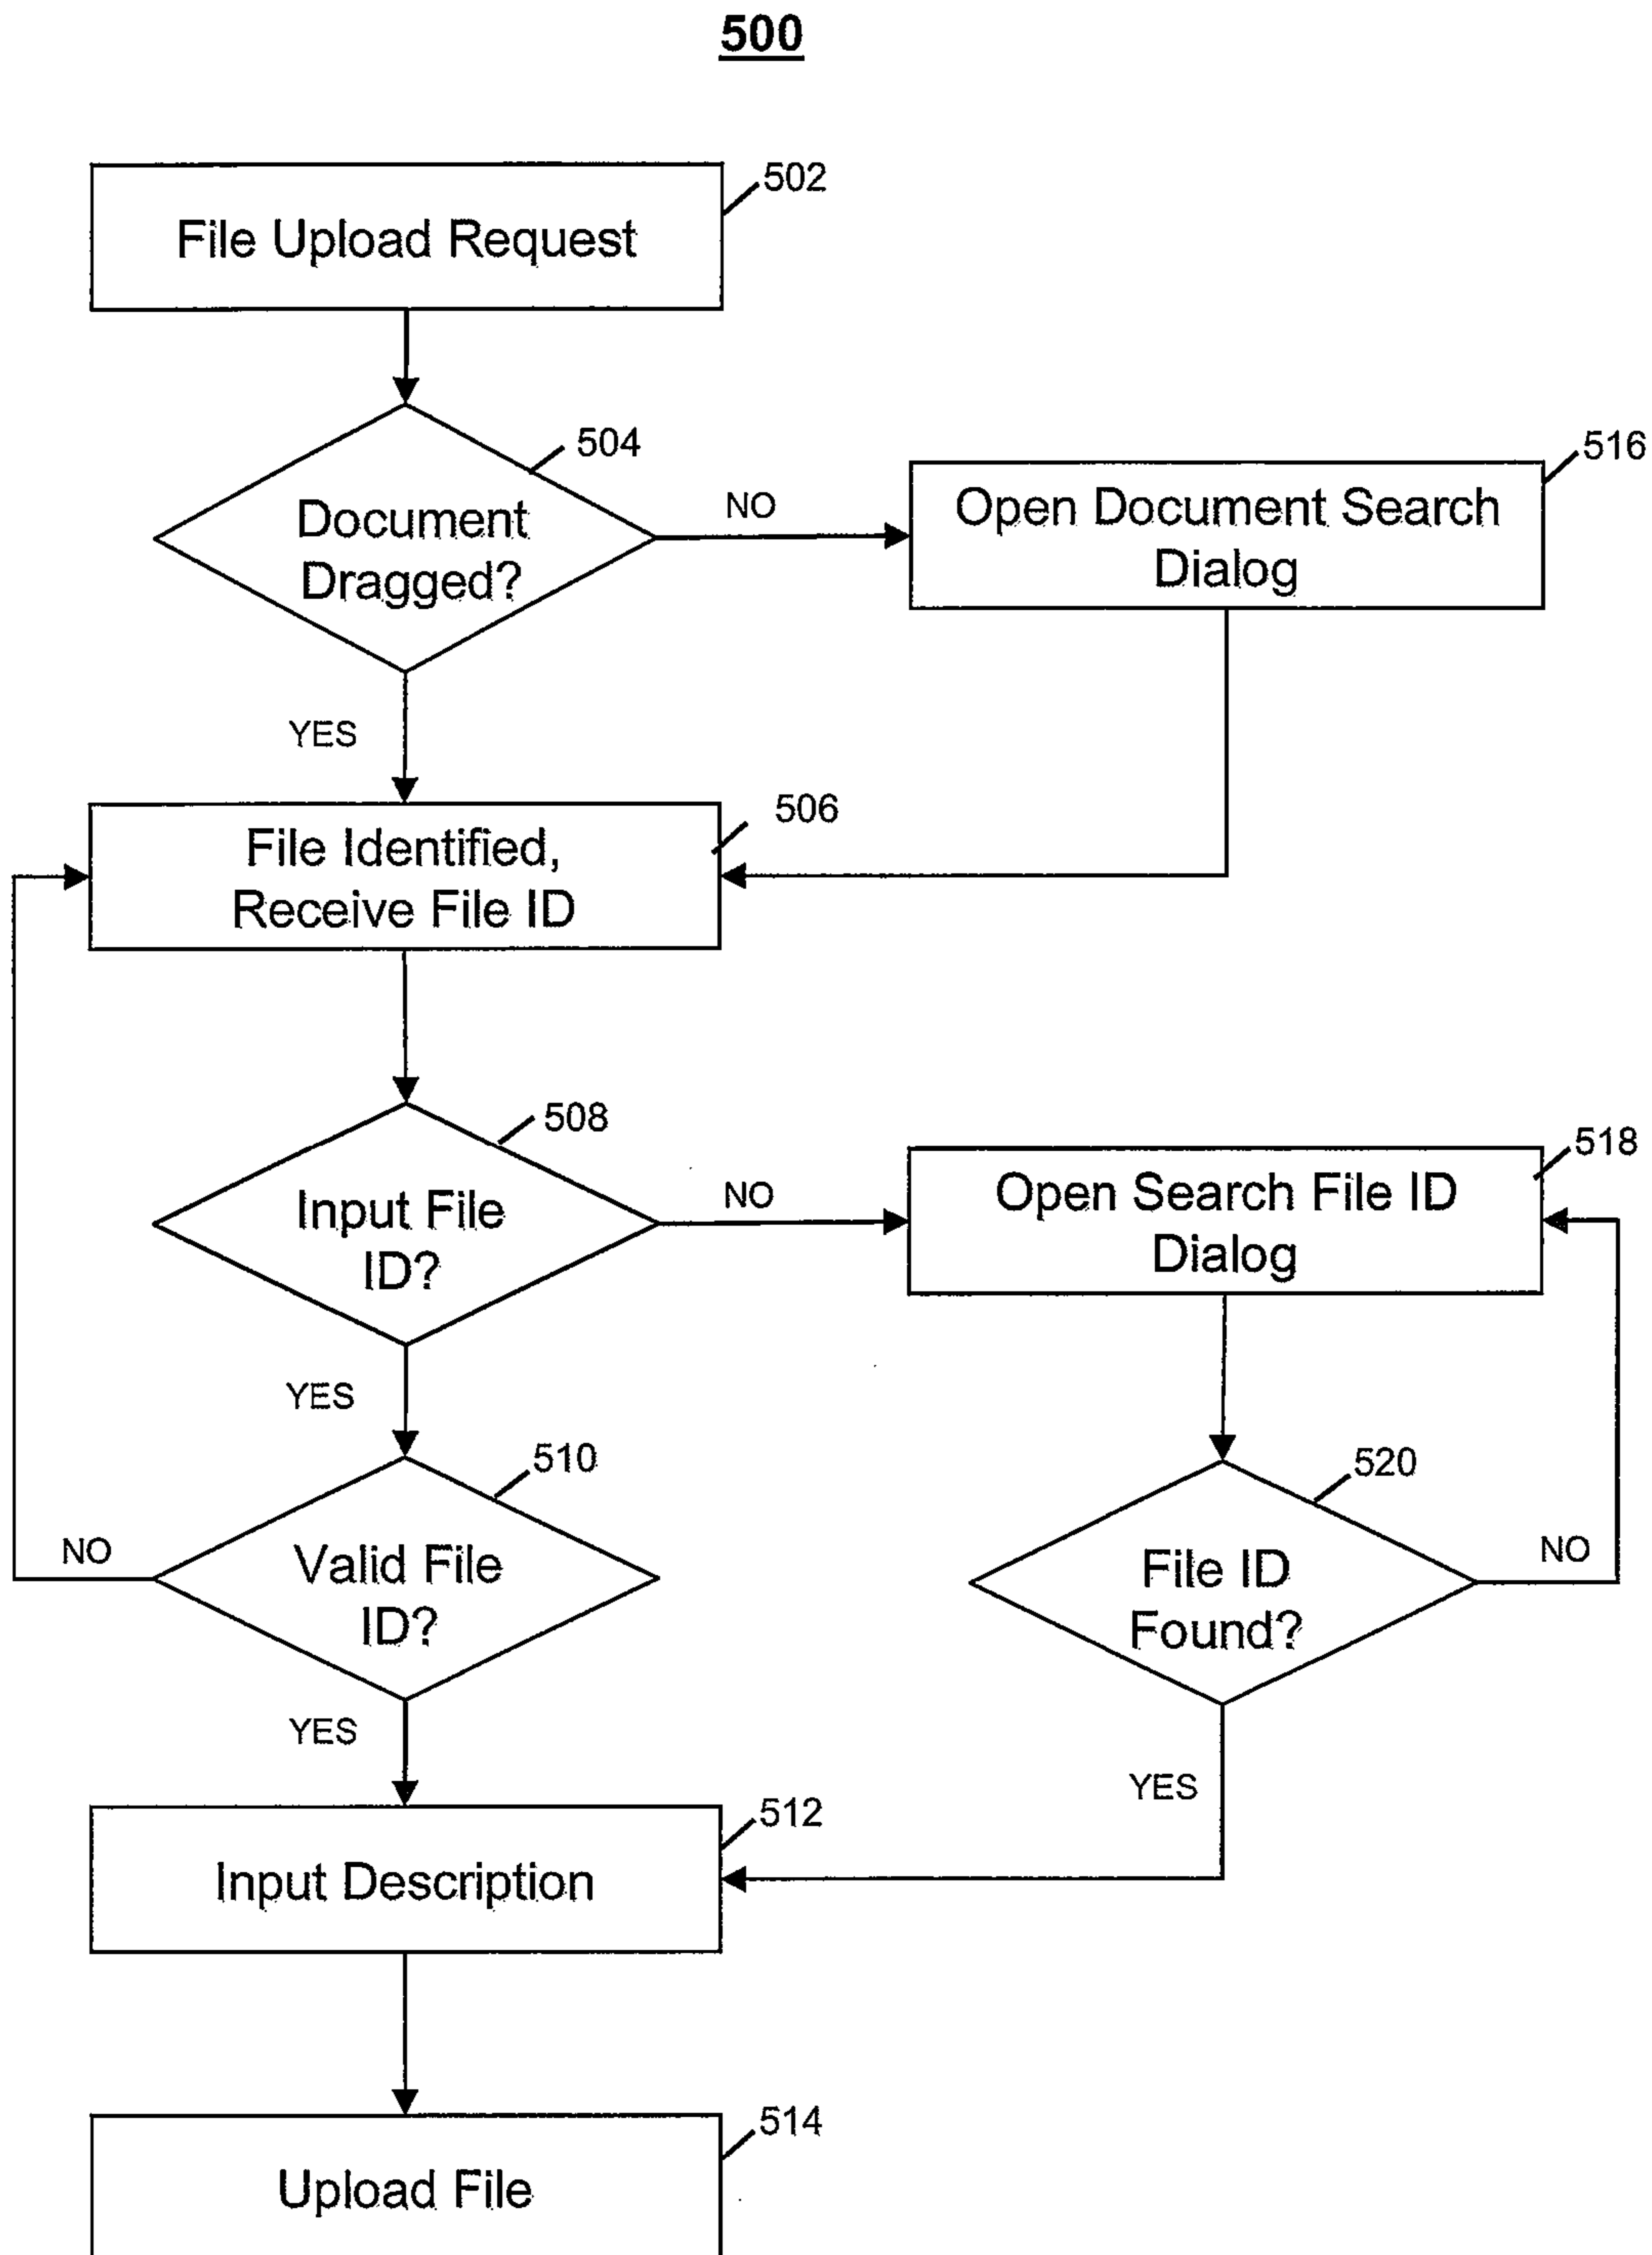 500
502
File Upload Request
504
Document
Dragged?
NO
516
Open Document Search
Dialog
YES
506
File Identified,
Receive File ID
508
Input File
ID?
NO
518
Open Search File ID
Dialog
YES
510
Valid File
ID?
NO
520
File ID
Found?
NO
YES
YES
512
Input Description
514
Upload File